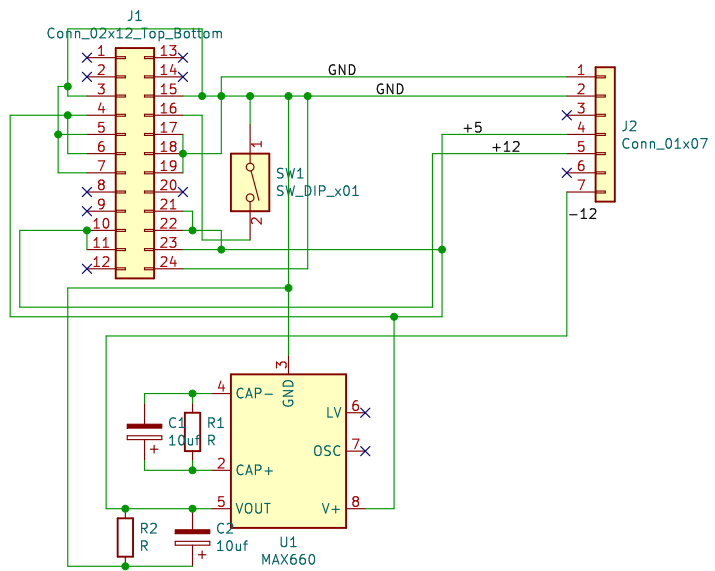 J1
Conn_02x12_Top_Bottom
1 13
2 14
3 15
4 16
5 17
6 18
7 19
8 20
9 21
10 22
11 23
12 24
GND
GND
+5
+12
-12
1
2
3
4
5
6
7
J2
Conn_01x07
1
SW1
SW_DIP_x01
2
3
GND
4 CAP-
LV 6
C1
10uf
R1
R
OSC 7
2 CAP+
5 VOUT
V+ 8
R2
R
C2
10uf
U1
MAX660